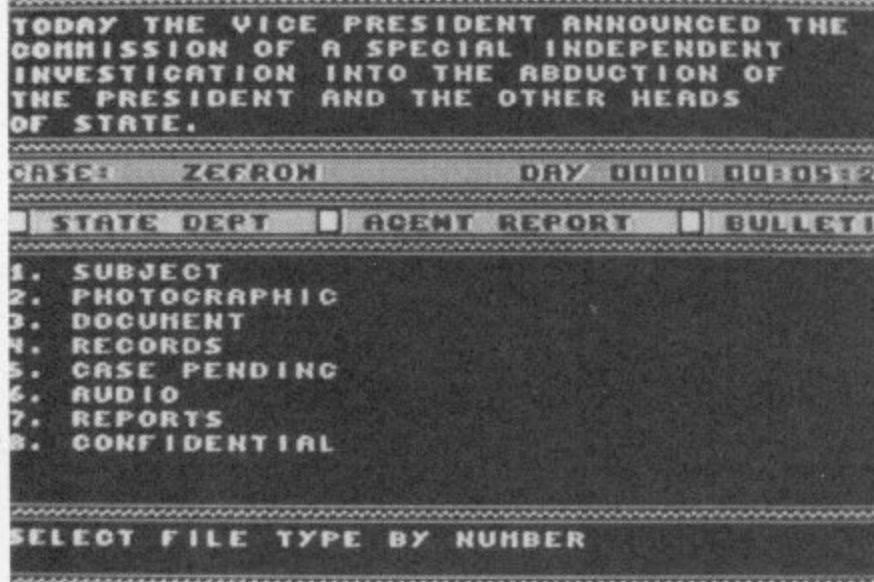 TODAY THE VICE PRESIDENT ANNOUNCED THE
COMMISSION OF A SPECIAL INDEPENDENT
INVESTIGATION INTO THE ABDUCTION OF
THE PRESIDENT AND THE OTHER HEADS
OF STATE.
CASE: ZEFRON DAY 0000 00:05:2
STATE DEPT AGENT REPORT BULLETI
1. SUBJECT
2. PHOTOGRAPHIC
3. DOCUMENT
4. RECORDS
5. CASE PENDING
6. AUDIO
7. REPORTS
8. CONFIDENTIAL
SELECT FILE TYPE BY NUMBER